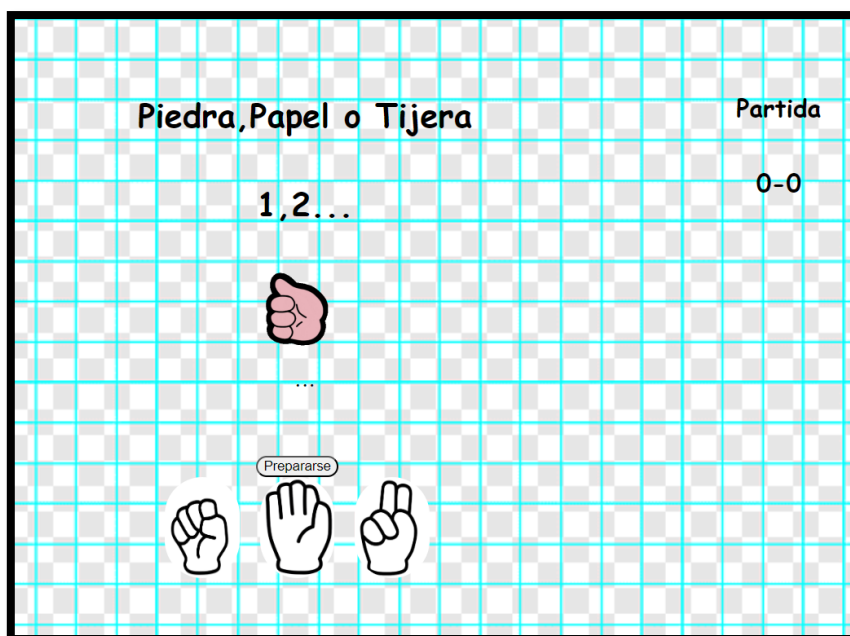 Piedra,Papel o Tijera
Partida
0-0
1,2...
...
Prepararse